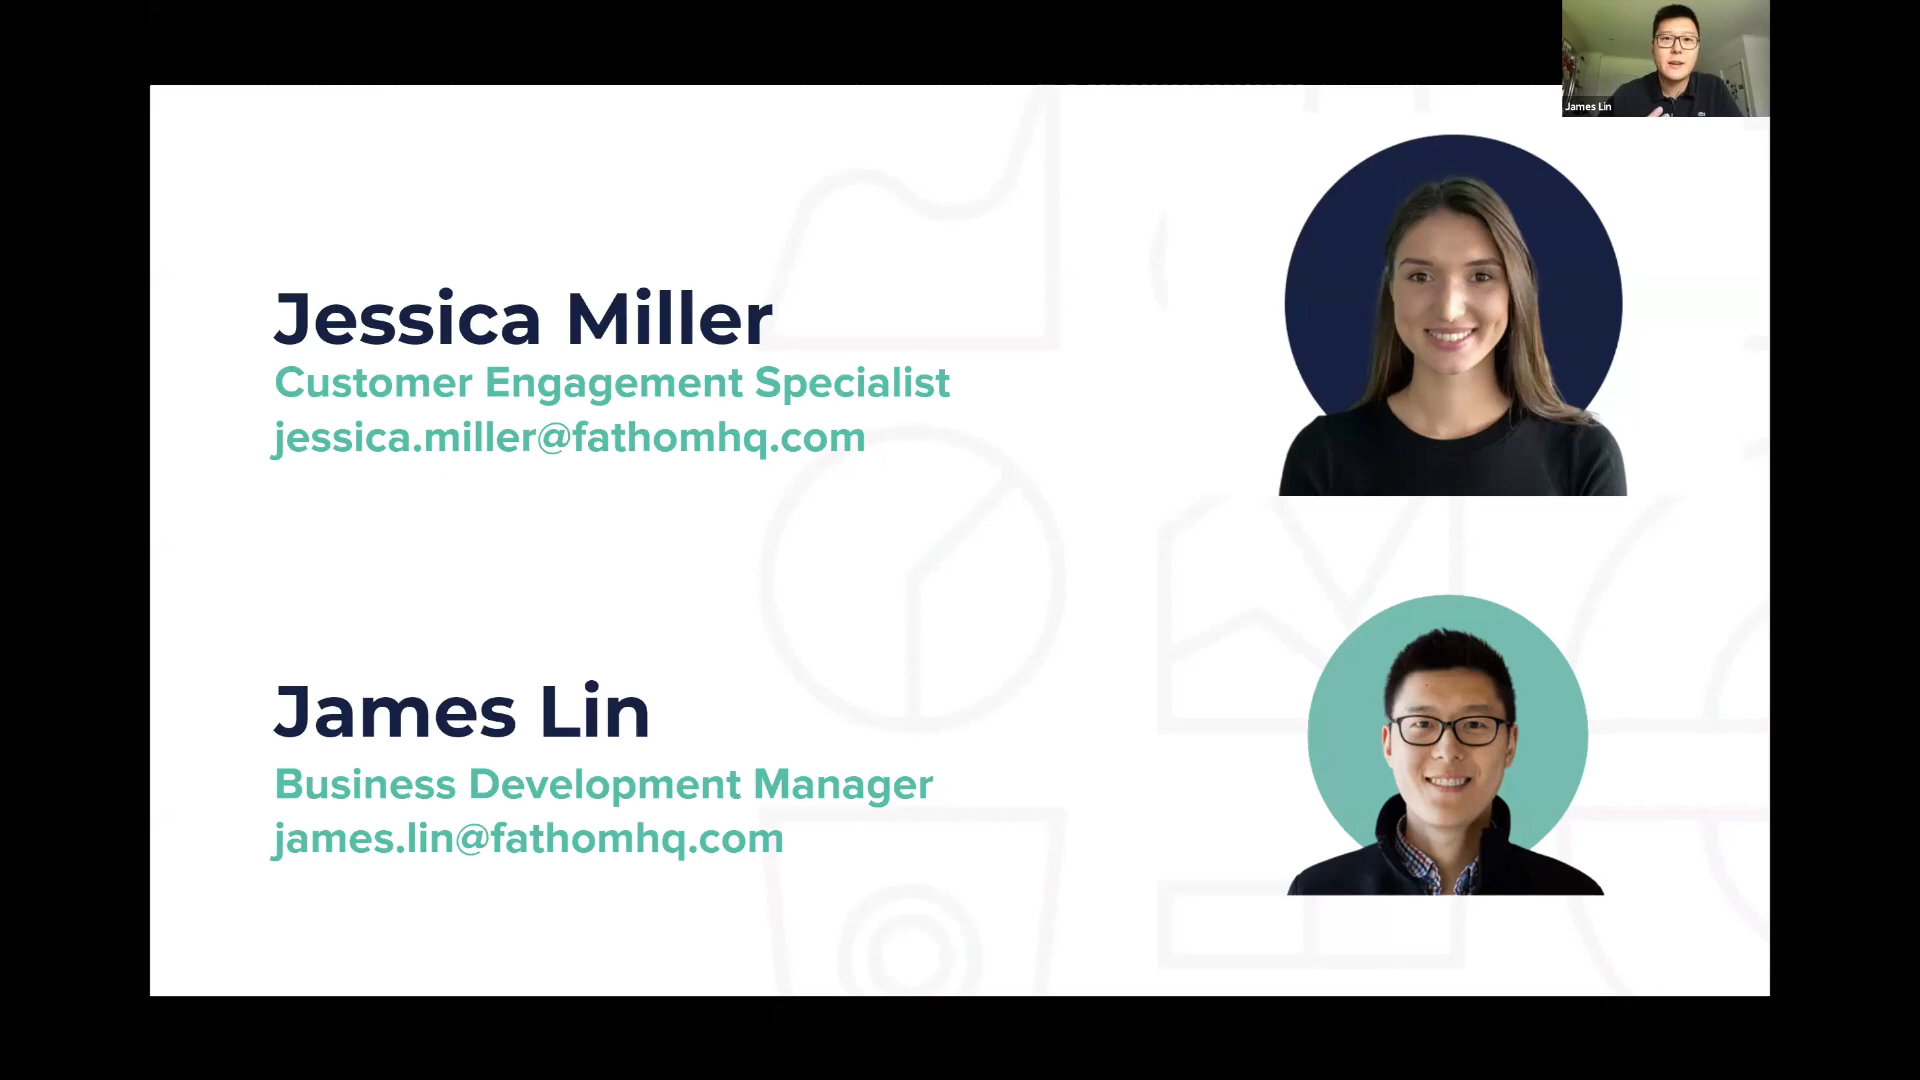 James Lin
Jessica Miller
Customer Engagement Specialist
jessica.miller@fathomhq.com
James Lin
Business Development Manager
james.lin@fathomhq.com